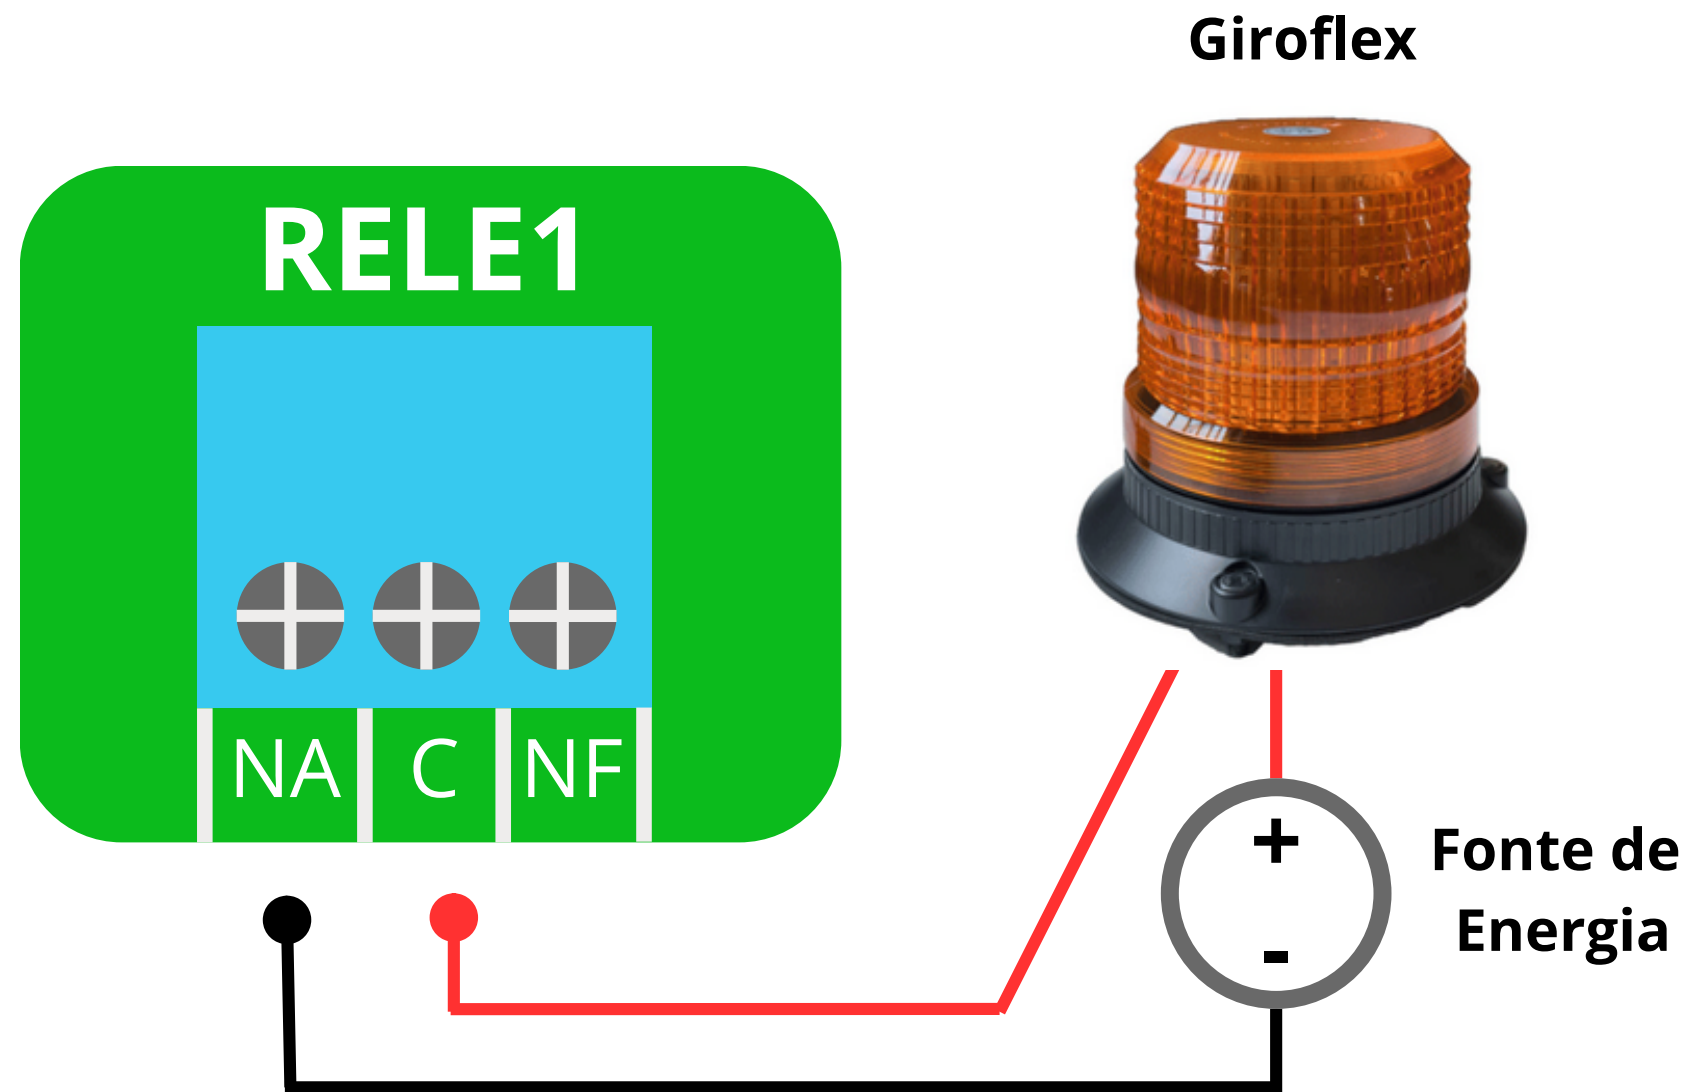 Giroflex
RELE1
NA C NF
+
Fonte de
Energia
-